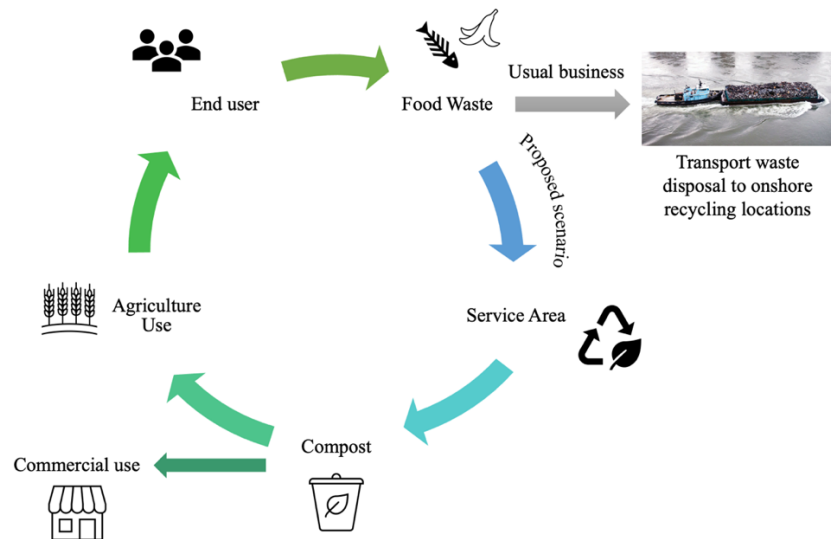 End user
Food Waste
Usual business
Transport waste
disposal to onshore
recycling locations
Proposed scenario
Service Area
Compost
Commercial use
Agriculture
Use